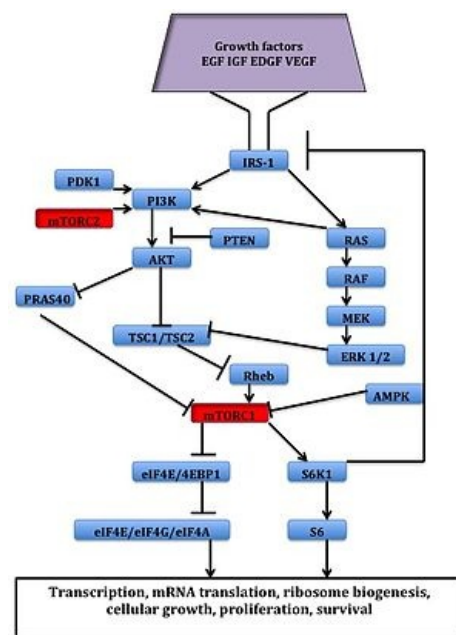 Growth factors
EGF IGF EDGF VEGF
IRS-1
PDK1
PI3K
mTORC2
PTEN
RAS
AKT
RAF
PRAS40
MEK
TSC1/TSC2
ERK 1/2
Rheb
AMPK
mTORC1
eIF4E/4EBP1
S6K1
eIF4E/eIF4G/eIF4A
S6
Transcription, mRNA translation, ribosome biogenesis,
cellular growth, proliferation, survival